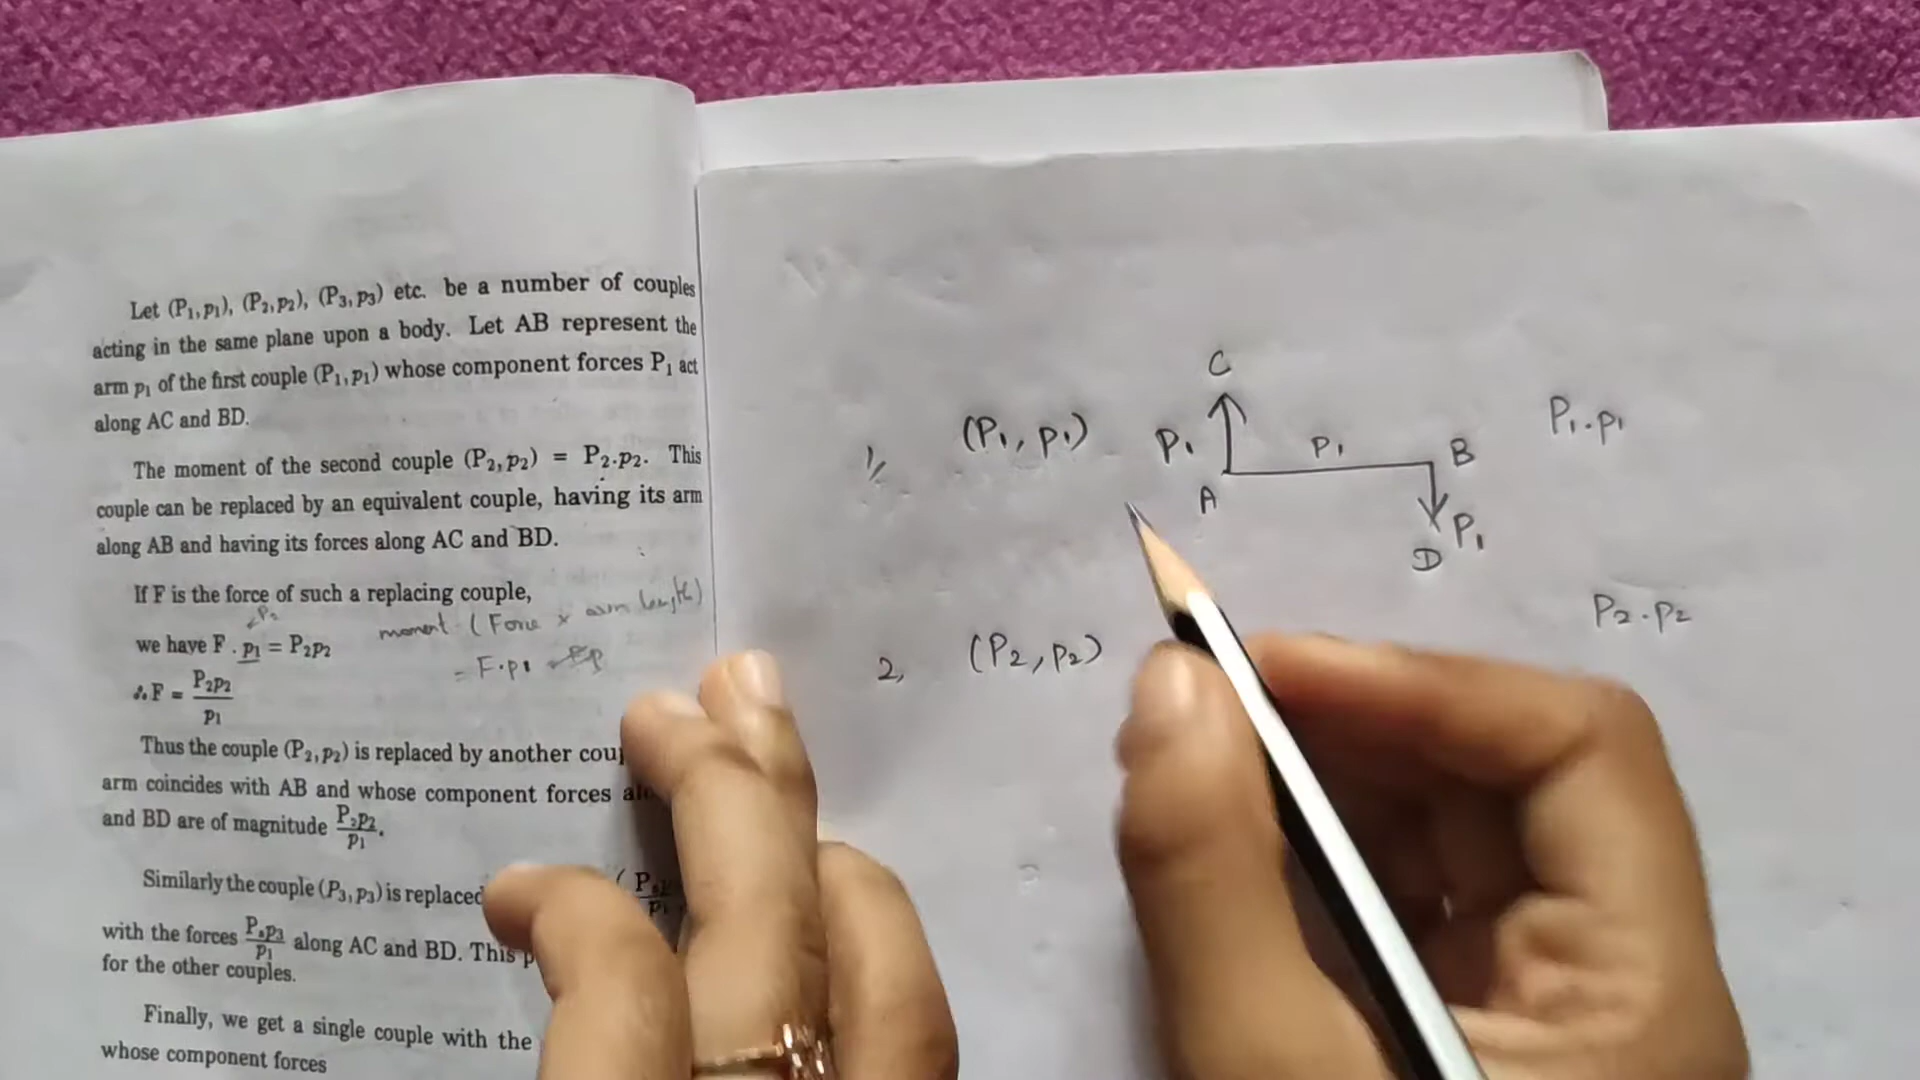 Let (P₁, p₁), (P₂, p₂), (P₃, p₃) etc. be a number of couples
acting in the same plane upon a body. Let AB represent the
arm p₁ of the first couple (P₁, p₁) whose component forces P₁ act
along AC and BD.
The moment of the second couple (P₂, p₂) = P₂.p₂. This
couple can be replaced by an equivalent couple, having its arm
along AB and having its forces along AC and BD.
If F is the force of such a replacing couple,
moment (Force × arm length)
we have F . p₁ = P₂p₂
= F.p₁
∴ F = P₂p₂
p₁
Thus the couple (P₂, p₂) is replaced by another
arm coincides with AB and whose component forces
and BD are of magnitude P₂p₂.
p₁
Similarly the couple (P₃, p₃) is replaced
with the forces P₃p₃ along AC and BD. This
p₁
for the other couples.
Finally, we get a single couple with the
whose component forces
C
1, (P₁, p₁) P₁ p₁ B P₁.p₁
A P₁
D
2, (P₂, p₂) P₂.p₂